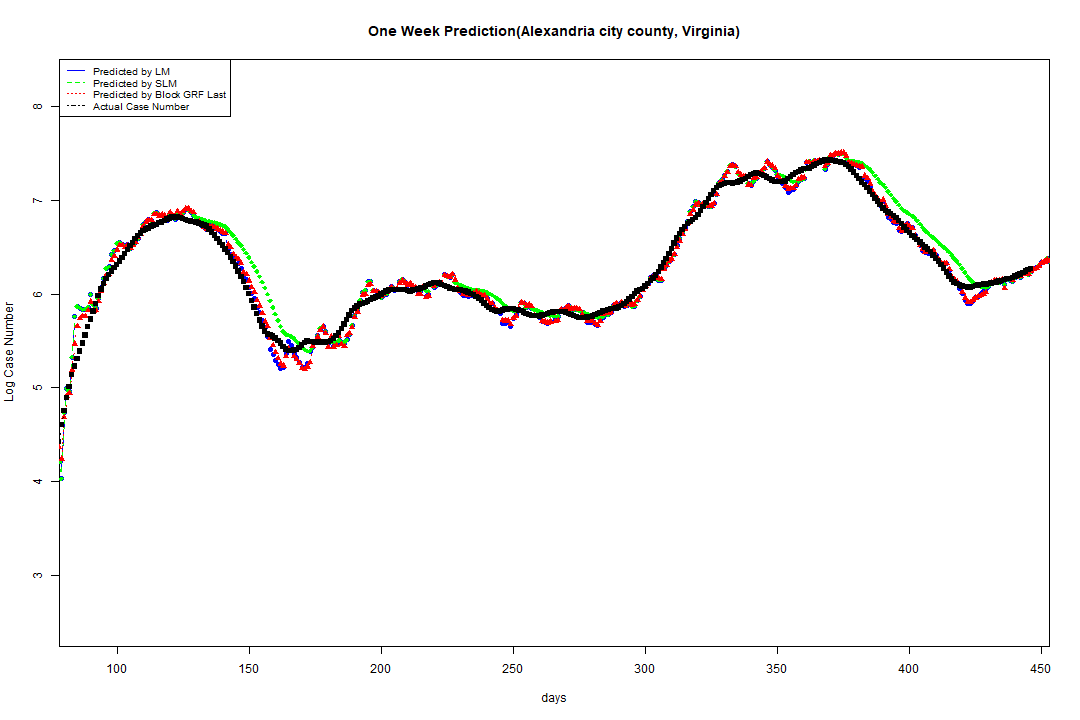 One Week Prediction(Alexandria city county, Virginia)
Predicted by LM
Predicted by SLM
Predicted by Block GRF Last
Actual Case Number
Log Case Number
8
7
6
5
4
3
100 150 200 250 300 350 400 450
days